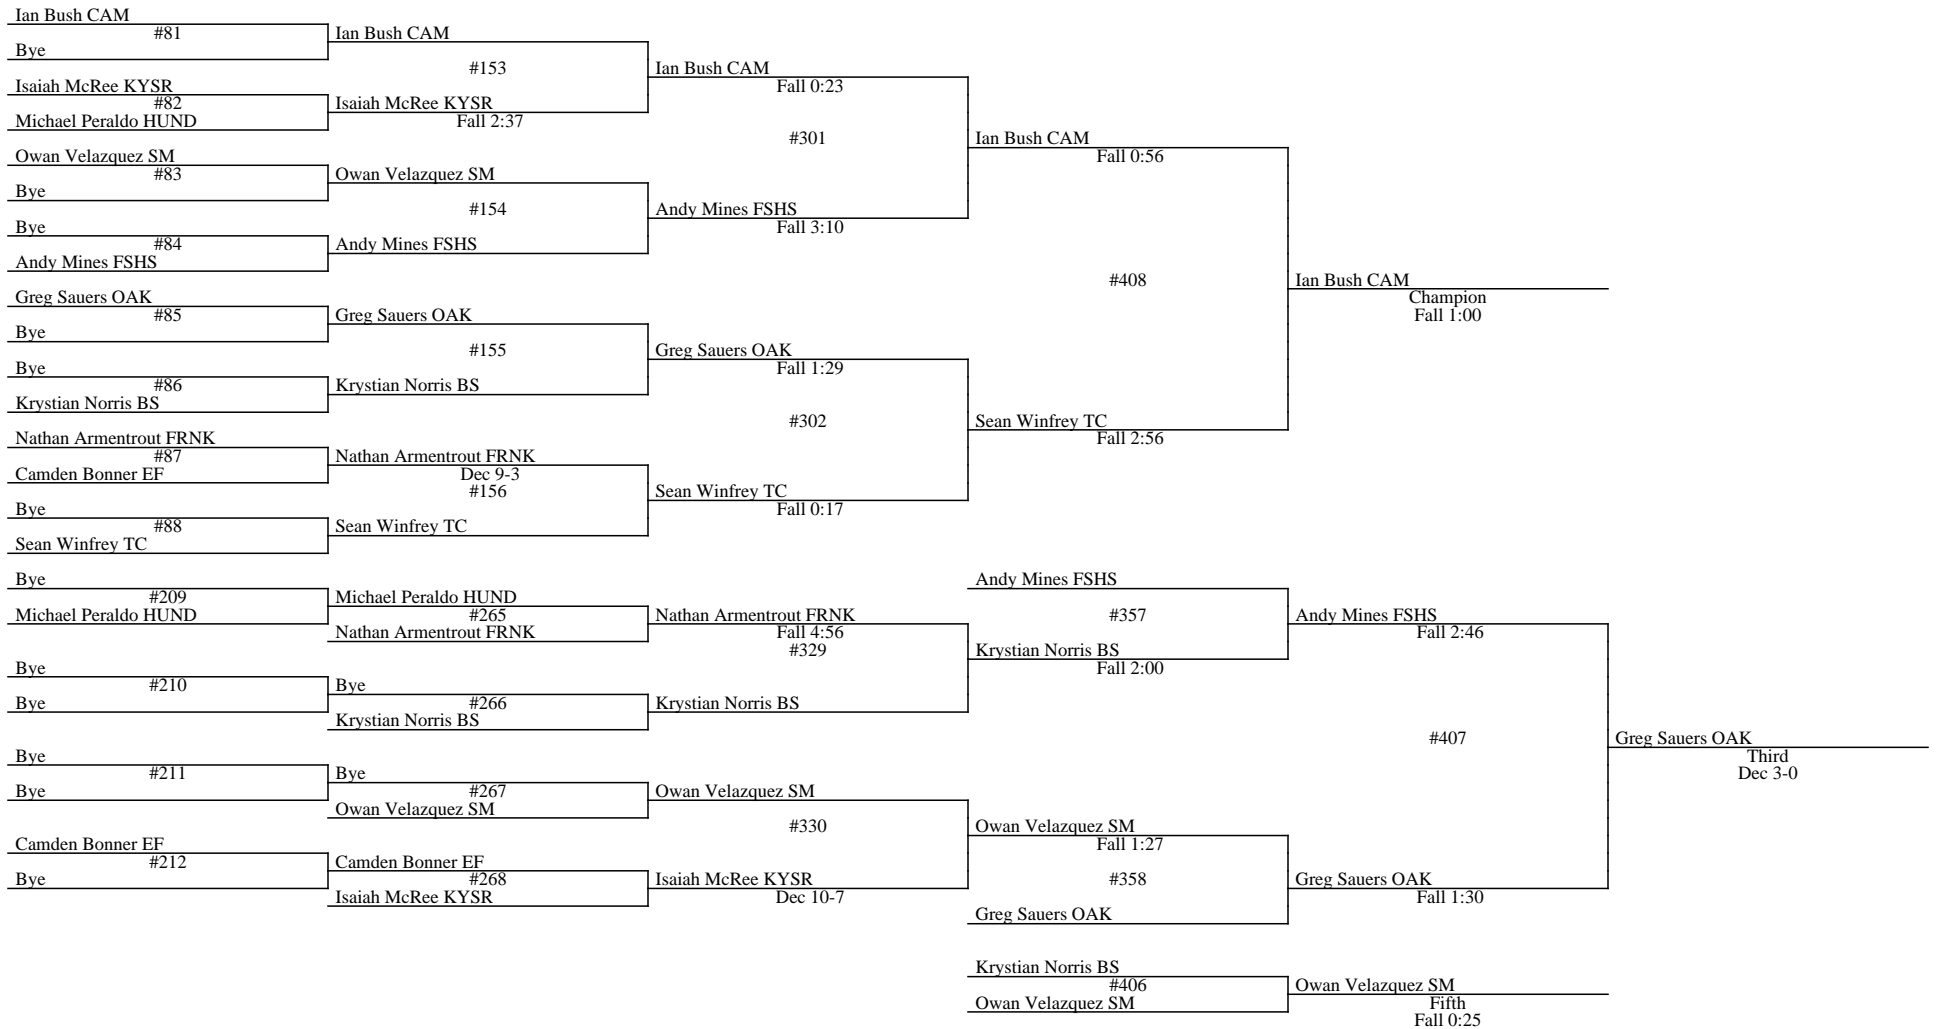 Ian Bush CAM
#81
Bye
Isaiah McRee KYSR
#82
Michael Peraldo HUND
Owan Velazquez SM
#83
Bye
Bye
#84
Andy Mines FSHS
Greg Sauers OAK
#85
Bye
Bye
#86
Krystian Norris BS
Nathan Armentrout FRNK
#87
Camden Bonner EF
Bye
#88
Sean Winfrey TC
Ian Bush CAM
#153
Isaiah McRee KYSR
Fall 2:37
Owan Velazquez SM
#154
Andy Mines FSHS
Greg Sauers OAK
#155
Krystian Norris BS
Nathan Armentrout FRNK
Dec 9-3
#156
Sean Winfrey TC
Ian Bush CAM
Fall 0:23
#301
Andy Mines FSHS
Fall 3:10
Greg Sauers OAK
Fall 1:29
#302
Sean Winfrey TC
Fall 0:17
Ian Bush CAM
Fall 0:56
#408
Sean Winfrey TC
Fall 2:56
Ian Bush CAM
Champion
Fall 1:00
Bye
#209
Michael Peraldo HUND
Bye
#210
Bye
Bye
#211
Bye
Camden Bonner EF
#212
Bye
Michael Peraldo HUND
#265
Nathan Armentrout FRNK
Bye
#266
Krystian Norris BS
Bye
#267
Owan Velazquez SM
Camden Bonner EF
#268
Isaiah McRee KYSR
Nathan Armentrout FRNK
Fall 4:56
#329
Krystian Norris BS
Owan Velazquez SM
#330
Isaiah McRee KYSR
Dec 10-7
Andy Mines FSHS
#357
Krystian Norris BS
Fall 2:00
Owan Velazquez SM
Fall 1:27
#358
Greg Sauers OAK
Andy Mines FSHS
Fall 2:46
#407
Greg Sauers OAK
Fall 1:30
Greg Sauers OAK
Third
Dec 3-0
Krystian Norris BS
#406
Owan Velazquez SM
Owan Velazquez SM
Fifth
Fall 0:25